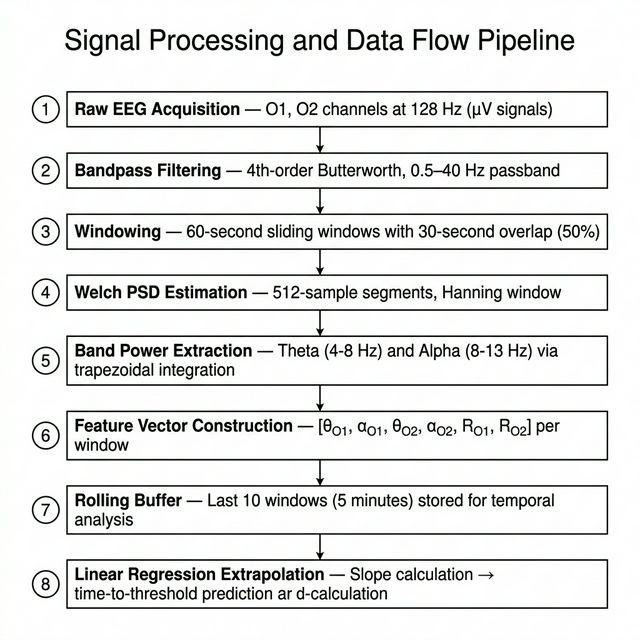 Signal Processing and Data Flow Pipeline
1 Raw EEG Acquisition — O1, O2 channels at 128 Hz (µV signals)
2 Bandpass Filtering — 4th-order Butterworth, 0.5–40 Hz passband
3 Windowing — 60-second sliding windows with 30-second overlap (50%)
4 Welch PSD Estimation — 512-sample segments, Hanning window
5 Band Power Extraction — Theta (4-8 Hz) and Alpha (8-13 Hz) via
trapezoidal integration
6 Feature Vector Construction — [θO1, αO1, θO2, αO2, RO1, RO2] per
window
7 Rolling Buffer — Last 10 windows (5 minutes) stored for temporal
analysis
8 Linear Regression Extrapolation — Slope calculation →
time-to-threshold prediction ar d-calculation